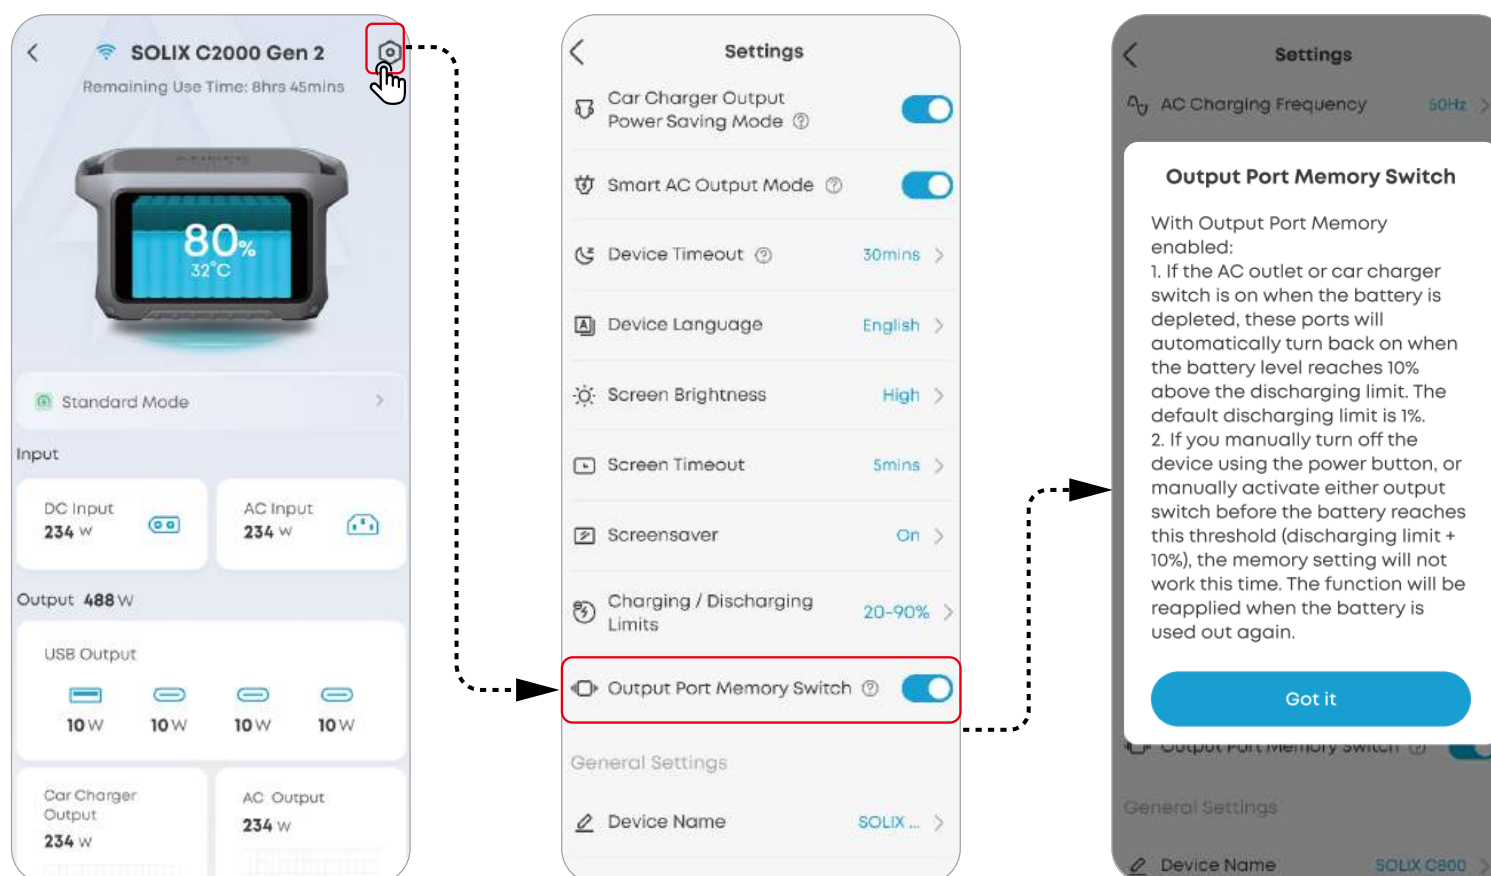 SOLIX C2000 Gen 2
Remaining Use Time: 8hrs 45mins
ANKER
80%
32°C
Standard Mode
Input
DC Input
234 W
AC Input
234 W
Output 488 W
USB Output
10 W
10 W
10 W
10 W
Car Charger
Output
234 W
AC Output
234 W
Settings
Car Charger Output
Power Saving Mode
Smart AC Output Mode
Device Timeout
30mins
Device Language
English
Screen Brightness
High
Screen Timeout
5mins
Screensaver
On
Charging / Discharging
Limits
20-90%
Output Port Memory Switch
General Settings
Device Name
SOLIX ...
Settings
AC Charging Frequency
50Hz
Output Port Memory Switch
With Output Port Memory
enabled:
1. If the AC outlet or car charger
switch is on when the battery is
depleted, these ports will
automatically turn back on when
the battery level reaches 10%
above the discharging limit. The
default discharging limit is 1%.
2. If you manually turn off the
device using the power button, or
manually activate either output
switch before the battery reaches
this threshold (discharging limit +
10%), the memory setting will not
work this time. The function will be
reapplied when the battery is
used out again.
Got it
Output Port Memory Switch
General Settings
Device Name
SOLIX C800